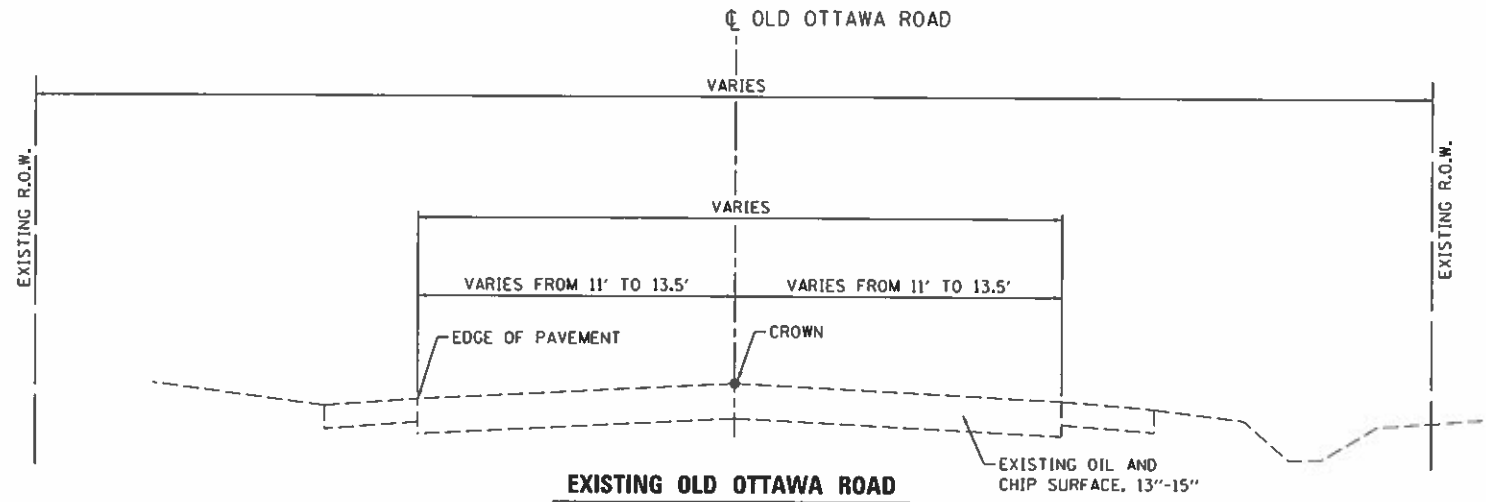 ℄ OLD OTTAWA ROAD
VARIES
EXISTING R.O.W.
EXISTING R.O.W.
VARIES
VARIES FROM 11' TO 13.5'
VARIES FROM 11' TO 13.5'
EDGE OF PAVEMENT
CROWN
EXISTING OIL AND
CHIP SURFACE, 13"-15"
EXISTING OLD OTTAWA ROAD